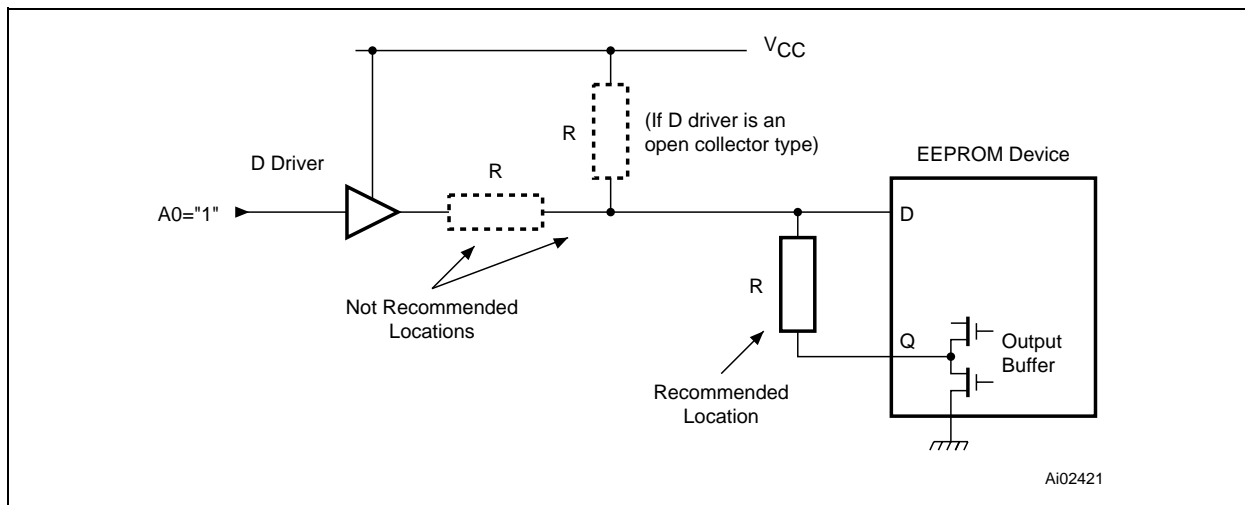 VCC
R
(If D driver is an
open collector type)
D Driver
R
EEPROM Device
A0="1"
D
Not Recommended
Locations
R
Q
Output
Buffer
Recommended
Location
Ai02421